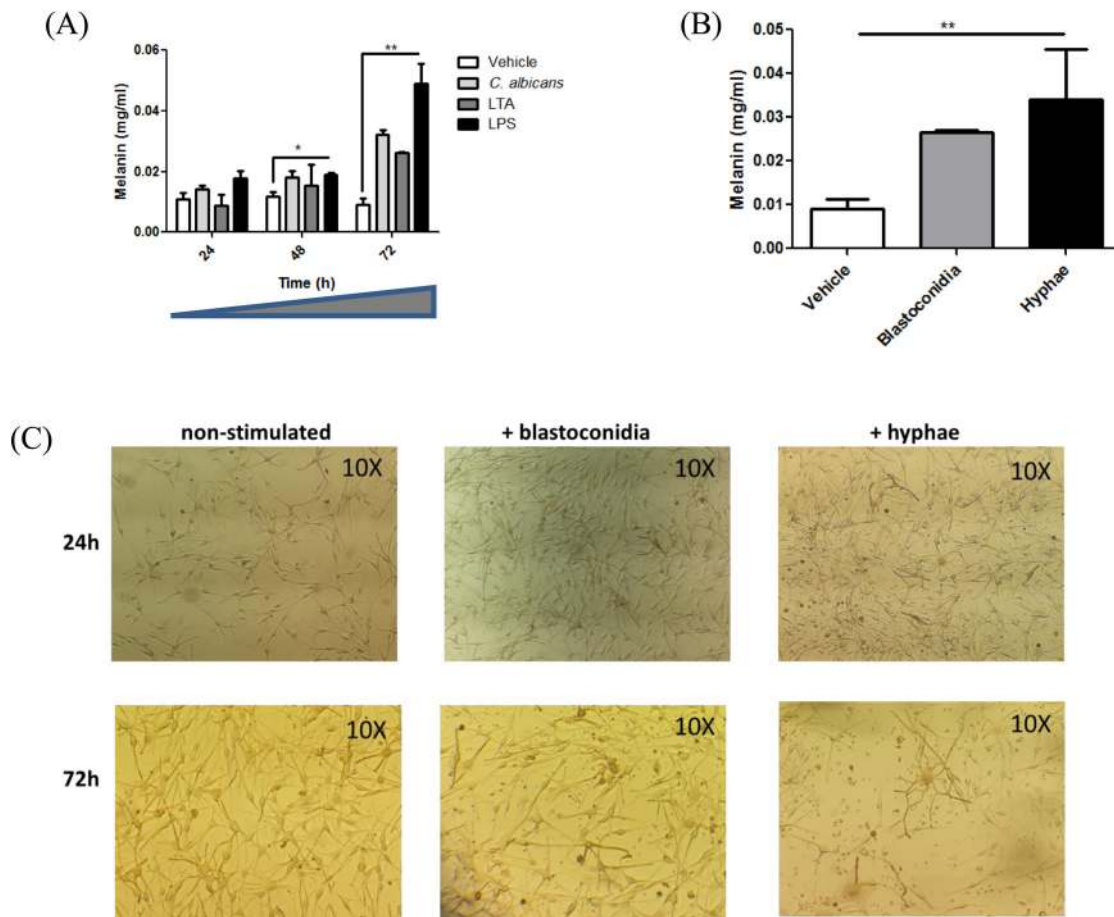 (A)
Melanin (mg/ml)
0.06
0.04
0.02
0.00
*
**
24
48
72
Time (h)
Vehicle
C. albicans
LTA
LPS
(B)
Melanin (mg/ml)
0.05
0.04
0.03
0.02
0.01
0.00
**
Vehicle
Blastoconidia
Hyphae
(C)
non-stimulated
+ blastoconidia
+ hyphae
24h
10X
10X
10X
72h
10X
10X
10X